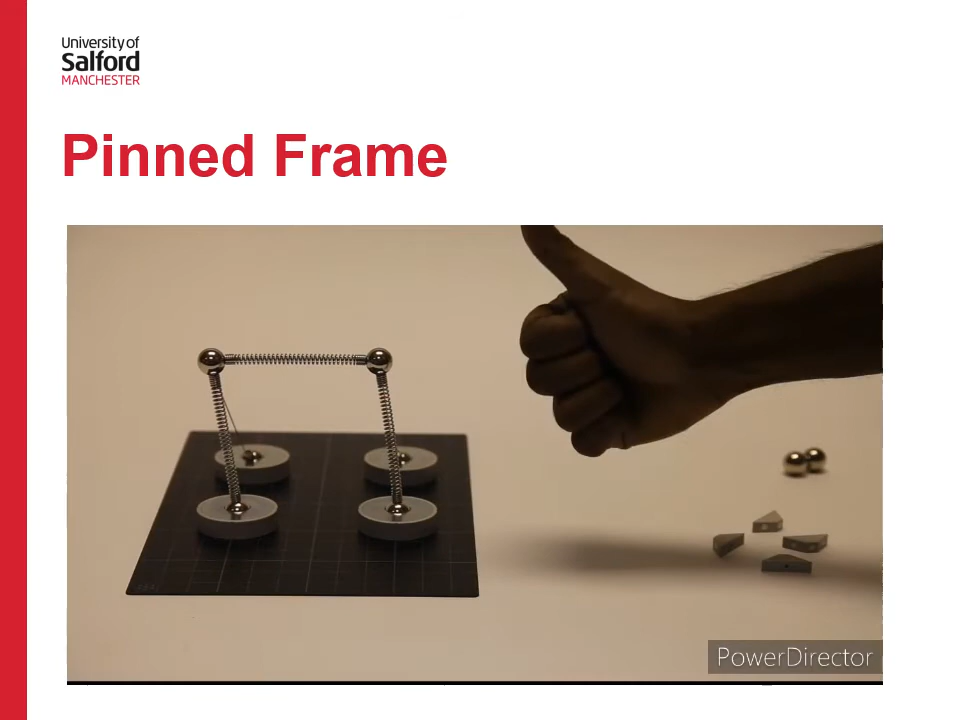 University of
Salford
MANCHESTER
Pinned Frame
PowerDirector